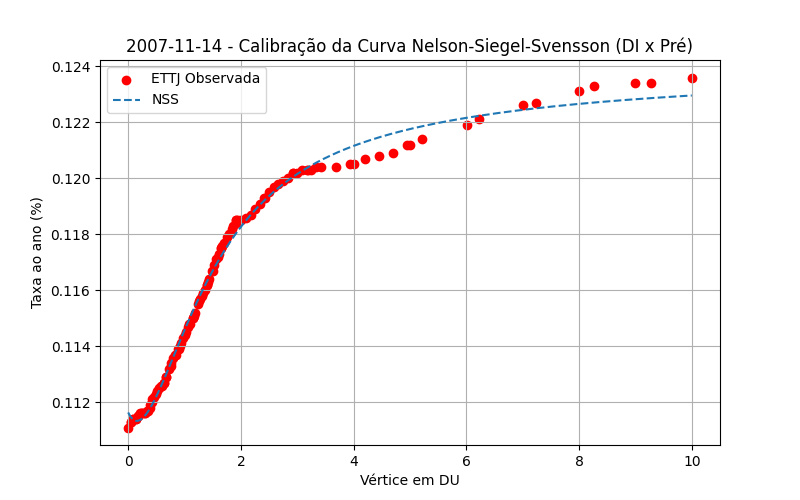 2007-11-14 - Calibração da Curva Nelson-Siegel-Svensson (DI x Pré)
ETTJ Observada
NSS
Taxa ao ano (%)
0.124
0.122
0.120
0.118
0.116
0.114
0.112
0 2 4 6 8 10
Vértice em DU